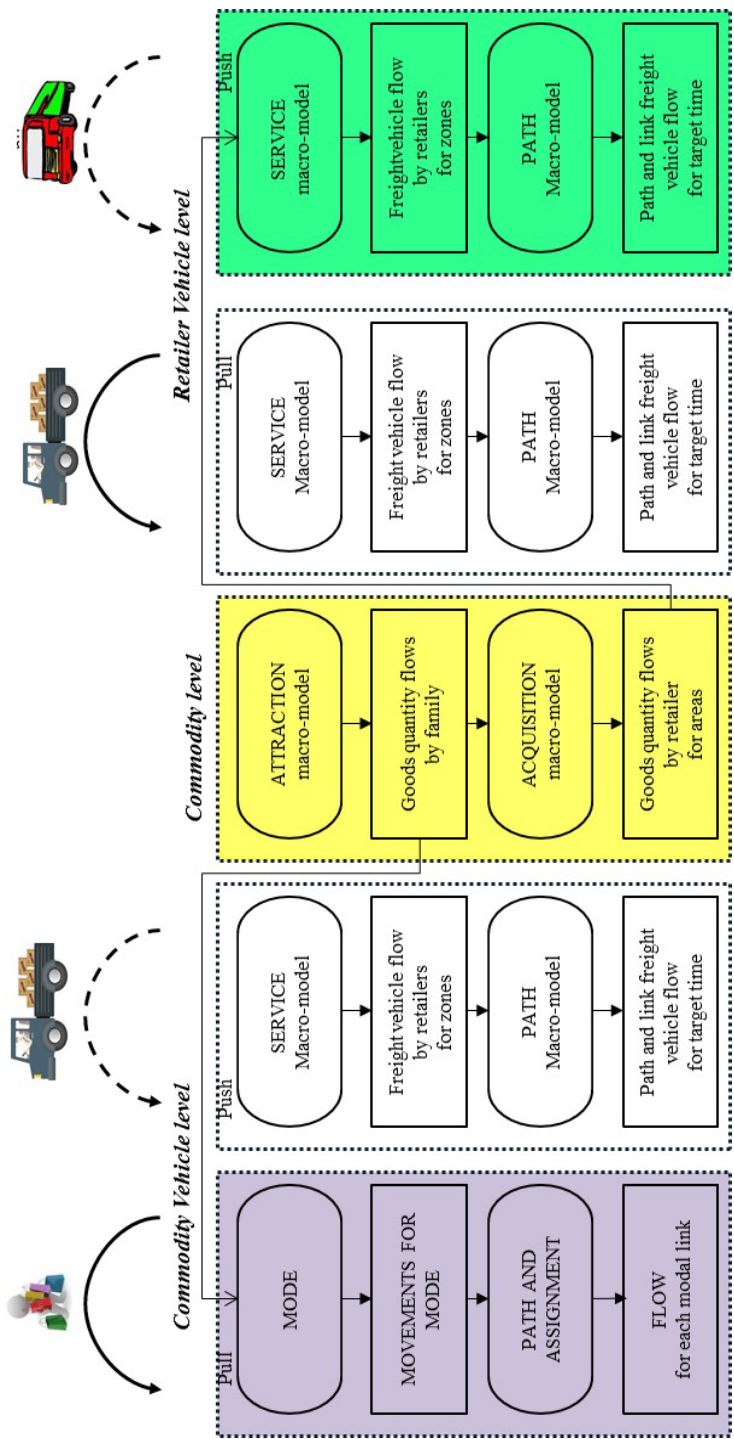 Commodity Vehicle level
Commodity level
Retailer Vehicle level
Pull
MODE
MOVEMENTS FOR
MODE
PATH AND
ASSIGNMENT
FLOW
for each modal link
Push
SERVICE
Macro-model
Freight vehicle flow
by retailers
for zones
PATH
Macro-model
Path and link freight
vehicle flow
for target time
ATTRACTION
macro-model
Goods quantity flows
by family
ACQUISITION
macro-model
Goods quantity flows
by retailer
for areas
Pull
SERVICE
Macro-model
Freight vehicle flow
by retailers
for zones
PATH
Macro-model
Path and link freight
vehicle flow
for target time
Push
SERVICE
macro-model
Freightvehicle flow
by retailers
for zones
PATH
Macro-model
Path and link freight
vehicle flow
for target time